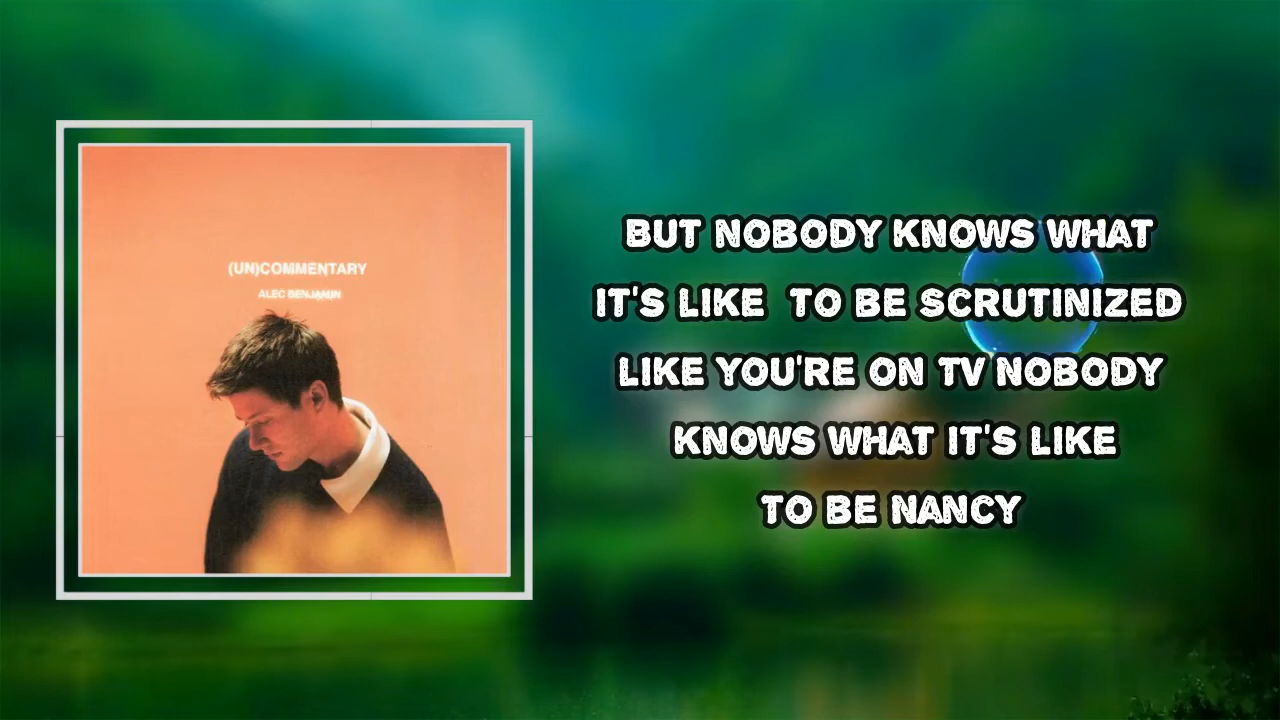 (UN)COMMENTARY
ALEC BENJAMIN
BUT NOBODY KNOWS WHAT
IT'S LIKE TO BE SCRUTINIZED
LIKE YOU'RE ON TV NOBODY
KNOWS WHAT IT'S LIKE
TO BE NANCY